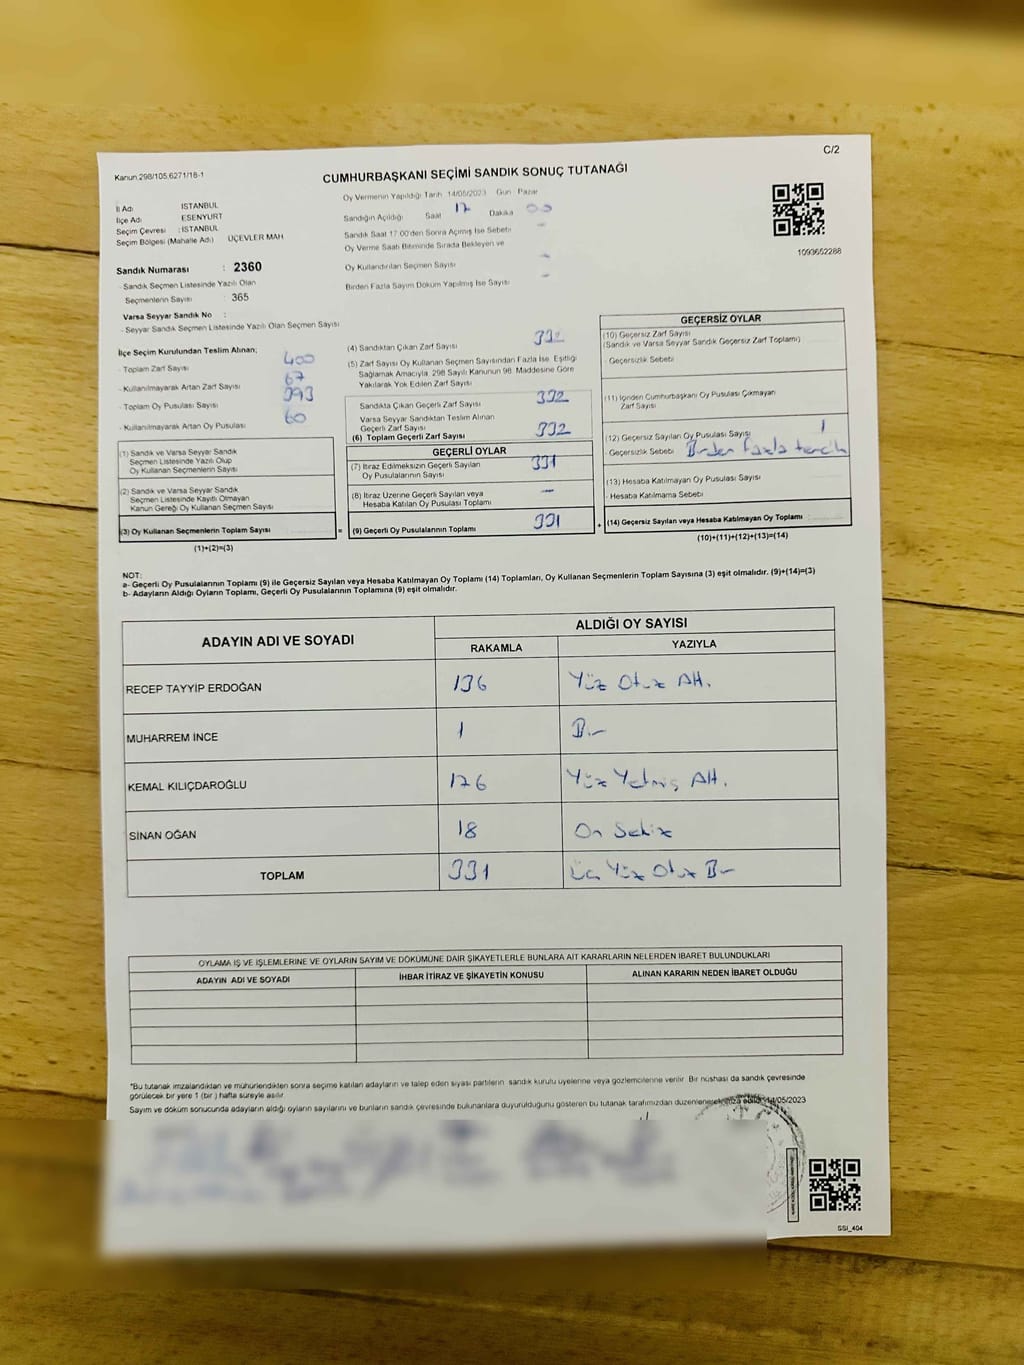 C/2
Kanun.298/105,6271/18-1
CUMHURBAŞKANI SEÇİMİ SANDIK SONUÇ TUTANAĞI
İl Adı : İSTANBUL
İlçe Adı : ESENYURT
Seçim Çevresi : İSTANBUL
Seçim Bölgesi (Mahalle Adı) : ÜÇEVLER MAH
Oy Vermenin Yapıldığı Tarih 14/05/2023 Gün : Pazar
Sandığın Açıldığı Saat 17 Dakika 00
Sandık Saat 17:00'den Sonra Açımış İse Sebebi
Oy Verme Saati Bitiminde Sırada Bekleyen ve
Oy Kullandırılan Seçmen Sayısı
Birden Fazla Sayım Döküm Yapılmış İse Sayısı
1093652288
Sandık Numarası : 2360
- Sandık Seçmen Listesinde Yazılı Olan
Seçmenlerin Sayısı : 365
Varsa Seyyar Sandık No :
- Seyyar Sandık Seçmen Listesinde Yazılı Olan Seçmen Sayısı
İlçe Seçim Kurulundan Teslim Alınan;
- Toplam Zarf Sayısı 400
- Kullanılmayarak Artan Zarf Sayısı 67
- Toplam Oy Pusulası Sayısı 393
- Kullanılmayarak Artan Oy Pusulası 60
(1) Sandık ve Varsa Seyyar Sandık
Seçmen Listesinde Yazılı Olup
Oy Kullanan Seçmenlerin Sayısı
(2) Sandık ve Varsa Seyyar Sandık
Seçmen Listesinde Kayıtlı Olmayan
Kanun Gereği Oy Kullanan Seçmen Sayısı
(3) Oy Kullanan Seçmenlerin Toplam Sayısı
(1)+(2)=(3)
(4) Sandıktan Çıkan Zarf Sayısı 332
(5) Zarf Sayısı Oy Kullanan Seçmen Sayısından Fazla İse, Eşitliği
Sağlamak Amacıyla, 298 Sayılı Kanunun 98. Maddesine Göre
Yakılarak Yok Edilen Zarf Sayısı
Sandıkta Çıkan Geçerli Zarf Sayısı 332
Varsa Seyyar Sandıktan Teslim Alınan
Geçerli Zarf Sayısı
(6) Toplam Geçerli Zarf Sayısı 332
GEÇERLİ OYLAR
(7) İtiraz Edilmeksizin Geçerli Sayılan
Oy Pusulalarının Sayısı 331
(8) İtiraz Üzerine Geçerli Sayılan veya
Hesaba Katılan Oy Pusulası Toplamı —
= (9) Geçerli Oy Pusulalarının Toplamı 331
GEÇERSİZ OYLAR
(10) Geçersiz Zarf Sayısı
(Sandık ve Varsa Seyyar Sandık Geçersiz Zarf Toplamı)
- Geçersizlik Sebebi
(11) İçinden Cumhurbaşkanı Oy Pusulası Çıkmayan
Zarf Sayısı
(12) Geçersiz Sayılan Oy Pusulası Sayısı 1
- Geçersizlik Sebebi Birden fazla tercih
(13) Hesaba Katılmayan Oy Pusulası Sayısı
- Hesaba Katılmama Sebebi
+ (14) Geçersiz Sayılan veya Hesaba Katılmayan Oy Toplamı
(10)+(11)+(12)+(13)=(14)
NOT:
a- Geçerli Oy Pusulalarının Toplamı (9) ile Geçersiz Sayılan veya Hesaba Katılmayan Oy Toplamı (14) Toplamları, Oy Kullanan Seçmenlerin Toplam Sayısına (3) eşit olmalıdır. (9)+(14)=(3)
b- Adayların Aldığı Oyların Toplamı, Geçerli Oy Pusulalarının Toplamına (9) eşit olmalıdır.
ADAYIN ADI VE SOYADI
ALDIĞI OY SAYISI
RAKAMLA YAZIYLA
RECEP TAYYİP ERDOĞAN 136 Yüz Otuz Altı
MUHARREM İNCE 1 Bir
KEMAL KILIÇDAROĞLU 176 Yüz Yetmiş Altı
SİNAN OĞAN 18 On Sekiz
TOPLAM 331 Üç Yüz Otuz Bir
OYLAMA İŞ VE İŞLEMLERİNE VE OYLARIN SAYIM VE DÖKÜMÜNE DAİR ŞİKAYETLERLE BUNLARA AİT KARARLARIN NELERDEN İBARET BULUNDUKLARI
ADAYIN ADI VE SOYADI İHBAR İTİRAZ VE ŞİKAYETİN KONUSU ALINAN KARARIN NEDEN İBARET OLDUĞU
*Bu tutanak imzalandıktan ve mühürlendikten sonra seçime katılan adayların ve talep eden siyasi partilerin sandık kurulu üyelerine veya gözlemcilerine verilir. Bir nüshası da sandık çevresinde
görülecek bir yere 1 (bir) hafta süreyle asılır.
Sayım ve döküm sonucunda adayların aldığı oyların sayılarını ve bunların sandık çevresinde bulunanlara duyurulduğunu gösteren bu tutanak tarafımızdan düzenlenerek imza edildi. 14/05/2023
SSI_404